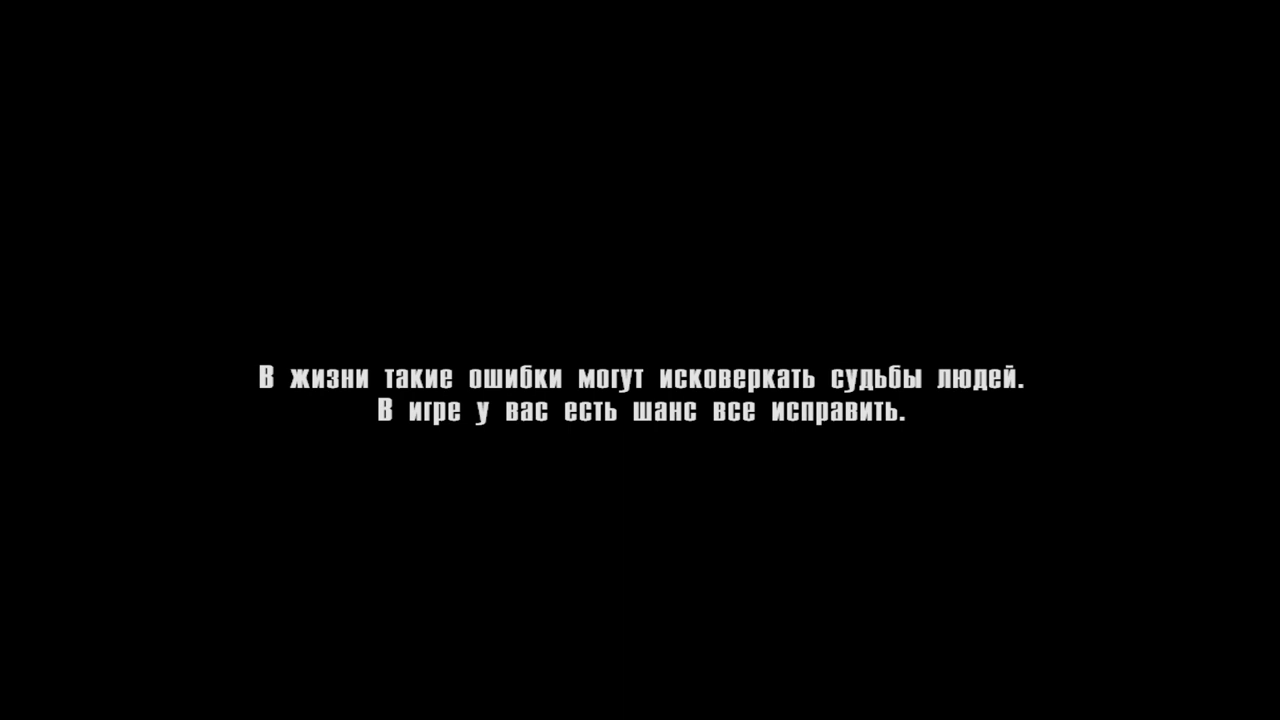 В жизни такие ошибки могут исковеркать судьбы людей.
В игре у вас есть шанс все исправить.